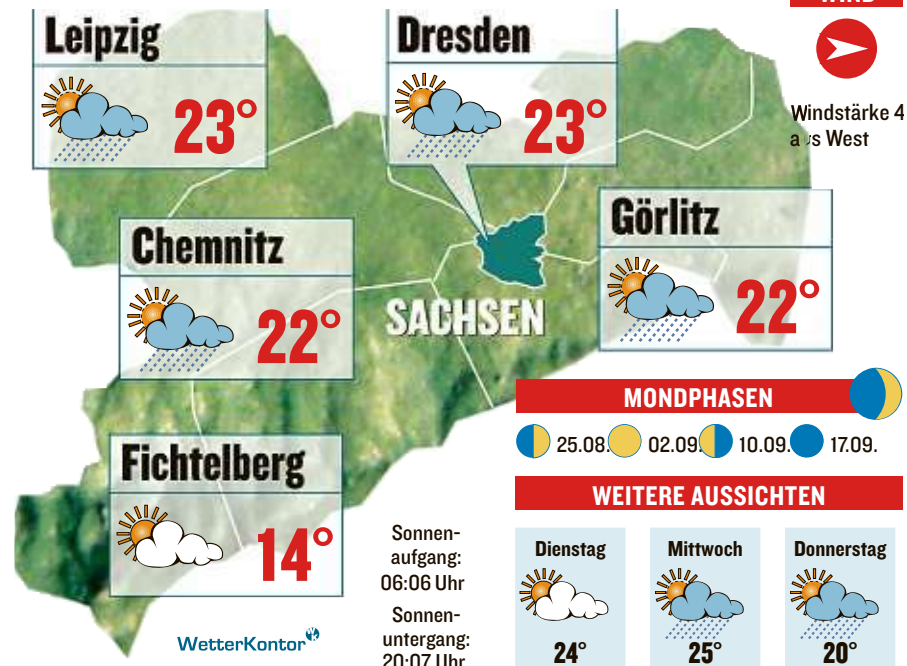 WIND
Windstärke 4
aus West
Leipzig
23°
Dresden
23°
Chemnitz
22°
Görlitz
22°
SACHSEN
Fichtelberg
14°
MONDPHASEN
25.08. 02.09. 10.09. 17.09.
WEITERE AUSSICHTEN
Dienstag
24°
Mittwoch
25°
Donnerstag
20°
Sonnen-
aufgang:
06:06 Uhr
Sonnen-
untergang:
20:07 Uhr
WetterKontor